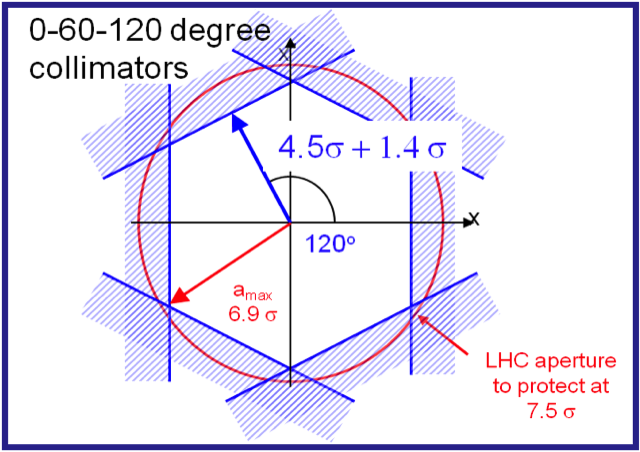 0-60-120 degree
collimators
x
4.5σ + 1.4 σ
x
120°
a_max
6.9 σ
LHC aperture
to protect at
7.5 σ